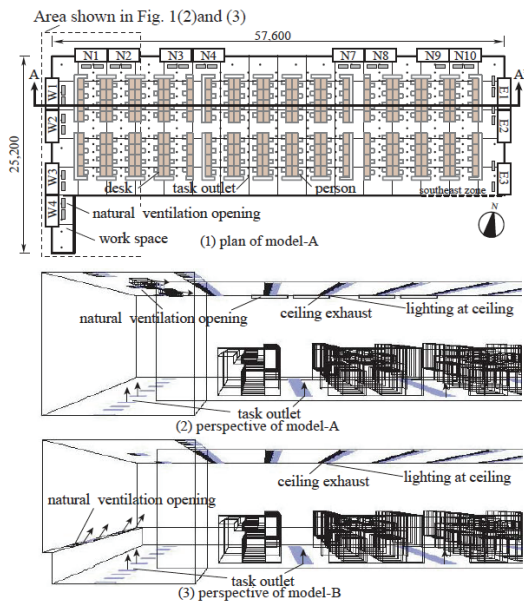 Area shown in Fig. 1(2)and (3)
57,600
N1 N2 N3 N4 N7 N8 N9 N10
A A
W1 E1
W2 E2
25,200
W3 E3
desk task outlet person southeast zone
W4 natural ventilation opening
work space
(1) plan of model-A
N
natural ventilation opening
ceiling exhaust
lighting at ceiling
task outlet
(2) perspective of model-A
ceiling exhaust
lighting at ceiling
natural ventilation
opening
task outlet
(3) perspective of model-B